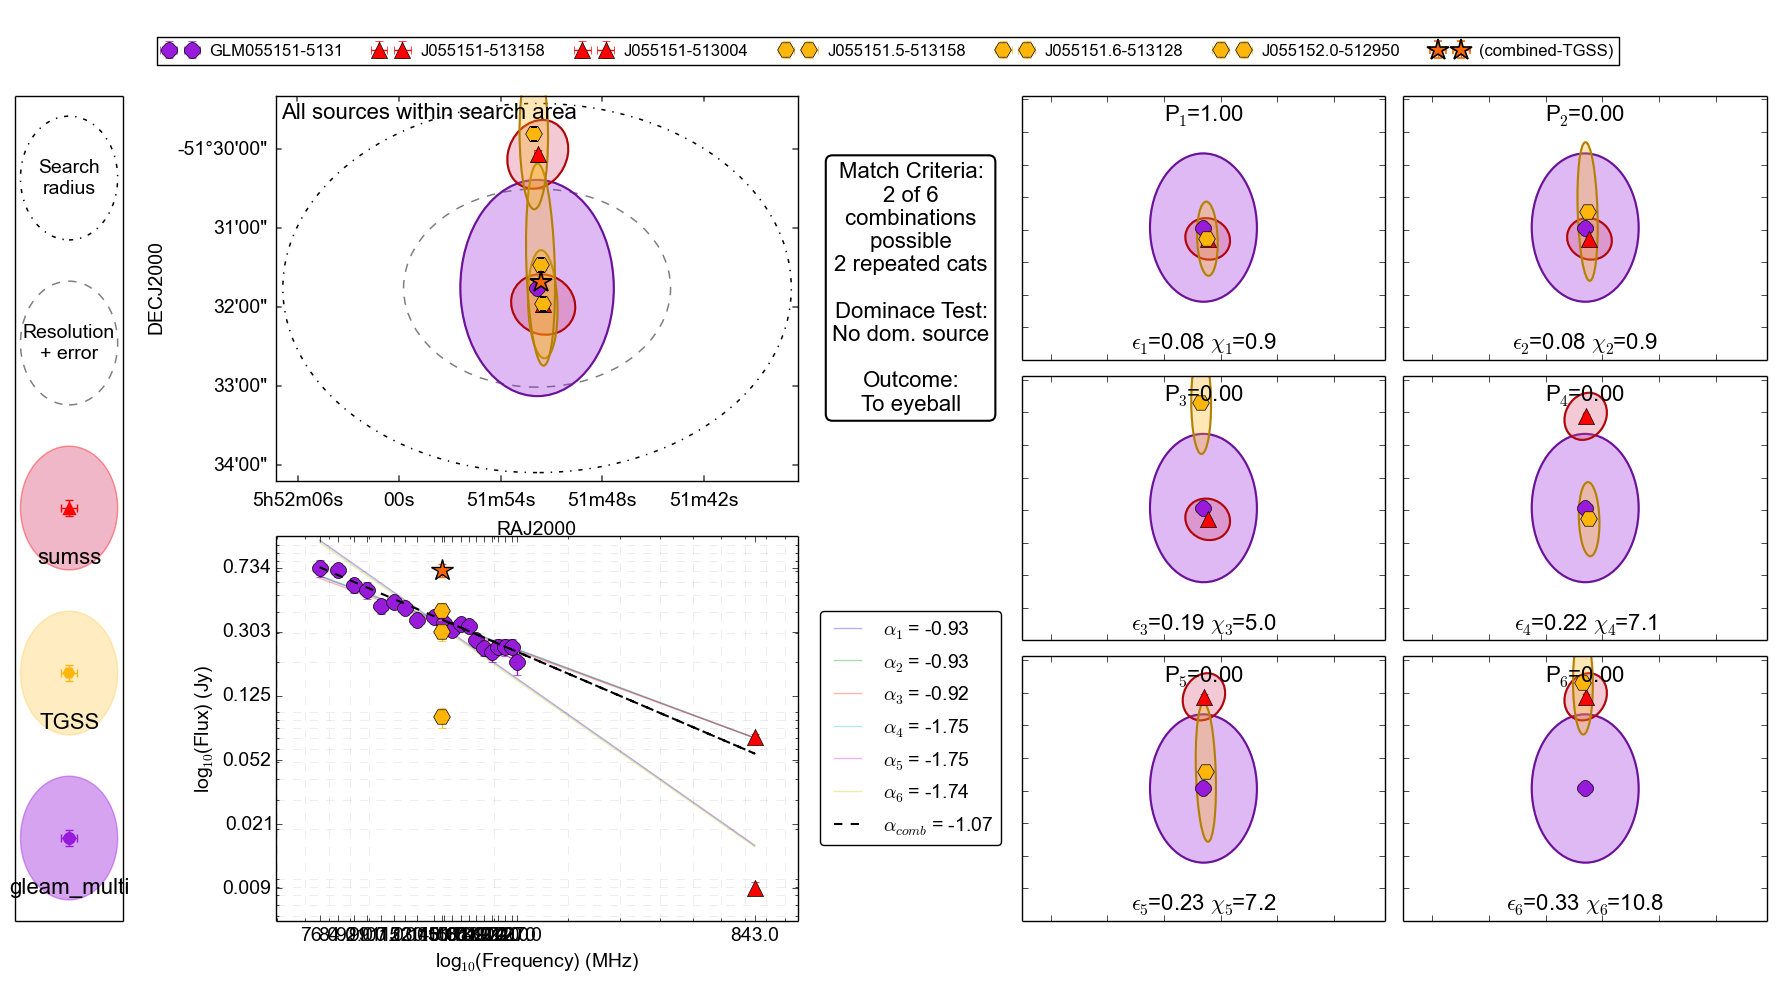 GLM055151-5131 J055151-513158 J055151-513004 J055151.5-513158 J055151.6-513128 J055152.0-512950 (combined-TGSS)
Search
radius
Resolution
+ error
sumss
TGSS
gleam_multi
All sources within search area
DECJ2000
-51°30'00"
31'00"
32'00"
33'00"
34'00"
5h52m06s 00s 51m54s 51m48s 51m42s
RAJ2000
Match Criteria:
2 of 6
combinations
possible
2 repeated cats
Dominace Test:
No dom. source
Outcome:
To eyeball
log10(Flux) (Jy)
0.734
0.303
0.125
0.052
0.021
0.009
843.0
log10(Frequency) (MHz)
α1 = -0.93
α2 = -0.93
α3 = -0.92
α4 = -1.75
α5 = -1.75
α6 = -1.74
αcomb = -1.07
P1=1.00
ϵ1=0.08 χ1=0.9
P2=0.00
ϵ2=0.08 χ2=0.9
P3=0.00
ϵ3=0.19 χ3=5.0
P4=0.00
ϵ4=0.22 χ4=7.1
P5=0.00
ϵ5=0.23 χ5=7.2
P6=0.00
ϵ6=0.33 χ6=10.8